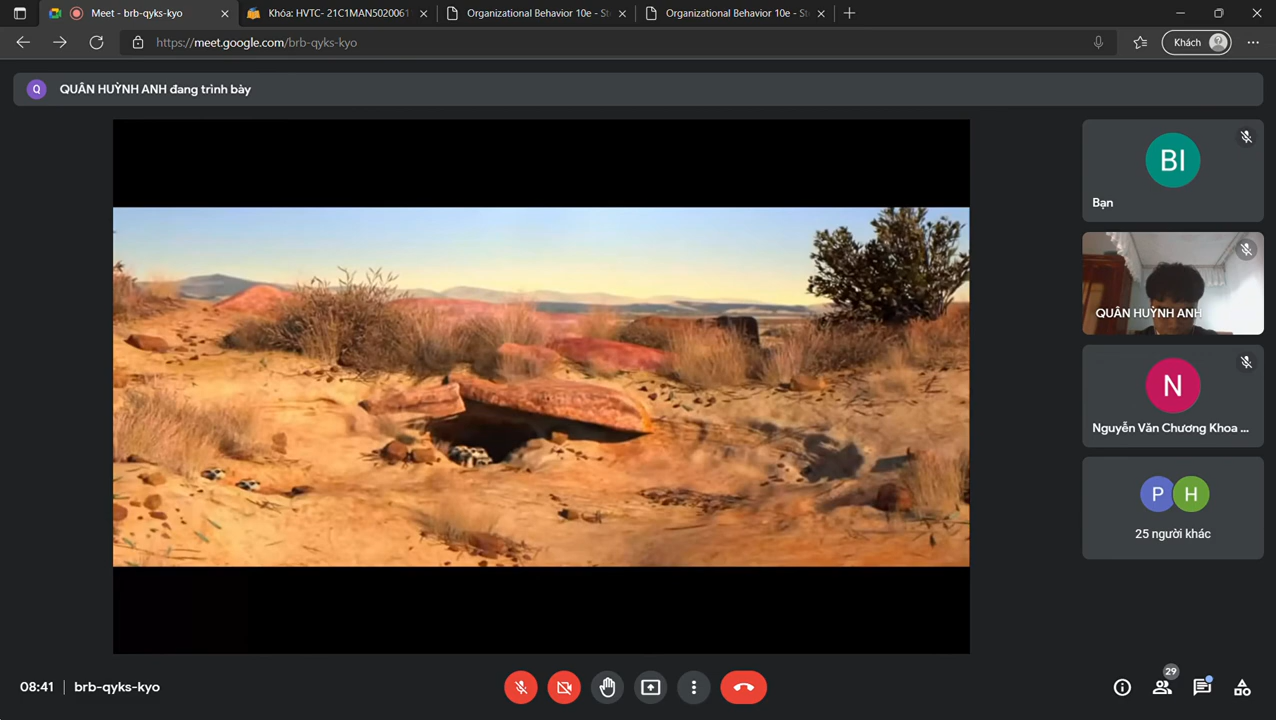 Meet - brb-qyks-kyo
Khóa: HVTC- 21C1MAN5020061
Organizational Behavior 10e - St
Organizational Behavior 10e - St
https://meet.google.com/brb-qyks-kyo
Khách
Q
QUÂN HUỲNH ANH đang trình bày
BI
Bạn
QUÂN HUỲNH ANH
N
Nguyễn Văn Chương Khoa ...
P
H
25 người khác
08:41
brb-qyks-kyo
29